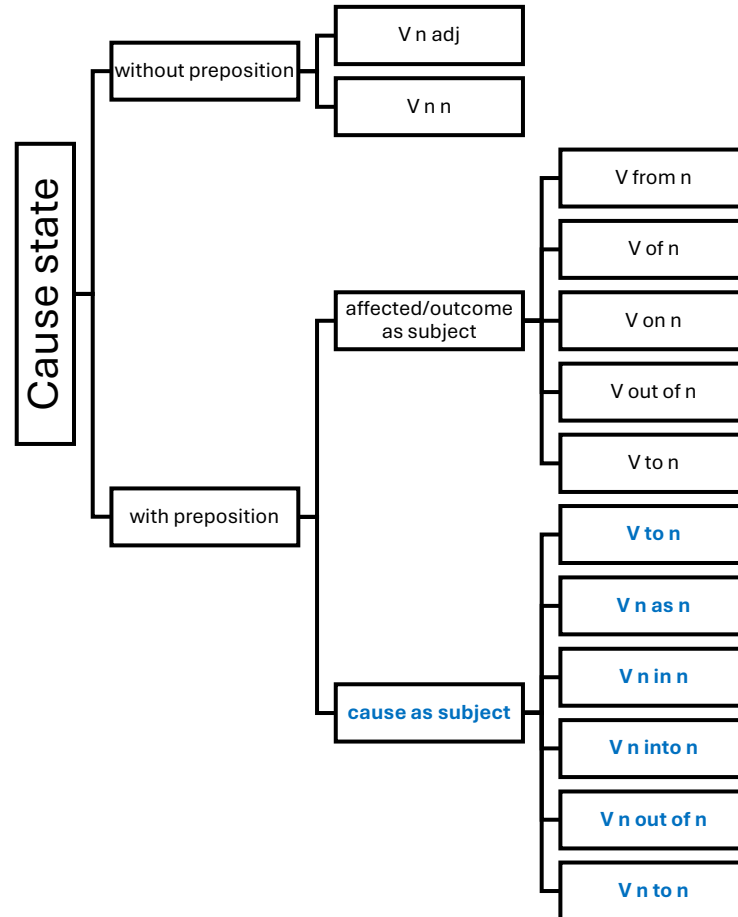 Cause state
without preposition
V n adj
V n n
with preposition
affected/outcome
as subject
V from n
V of n
V on n
V out of n
V to n
cause as subject
V to n
V n as n
V n in n
V n into n
V n out of n
V n to n